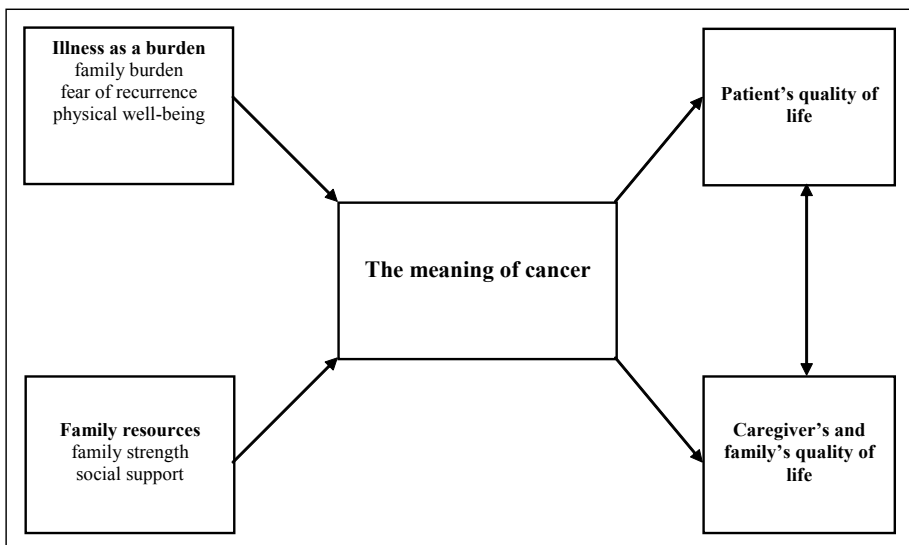 Illness as a burden
family burden
fear of recurrence
physical well-being
Patient’s quality of
life
The meaning of cancer
Family resources
family strength
social support
Caregiver’s and
family’s quality of
life